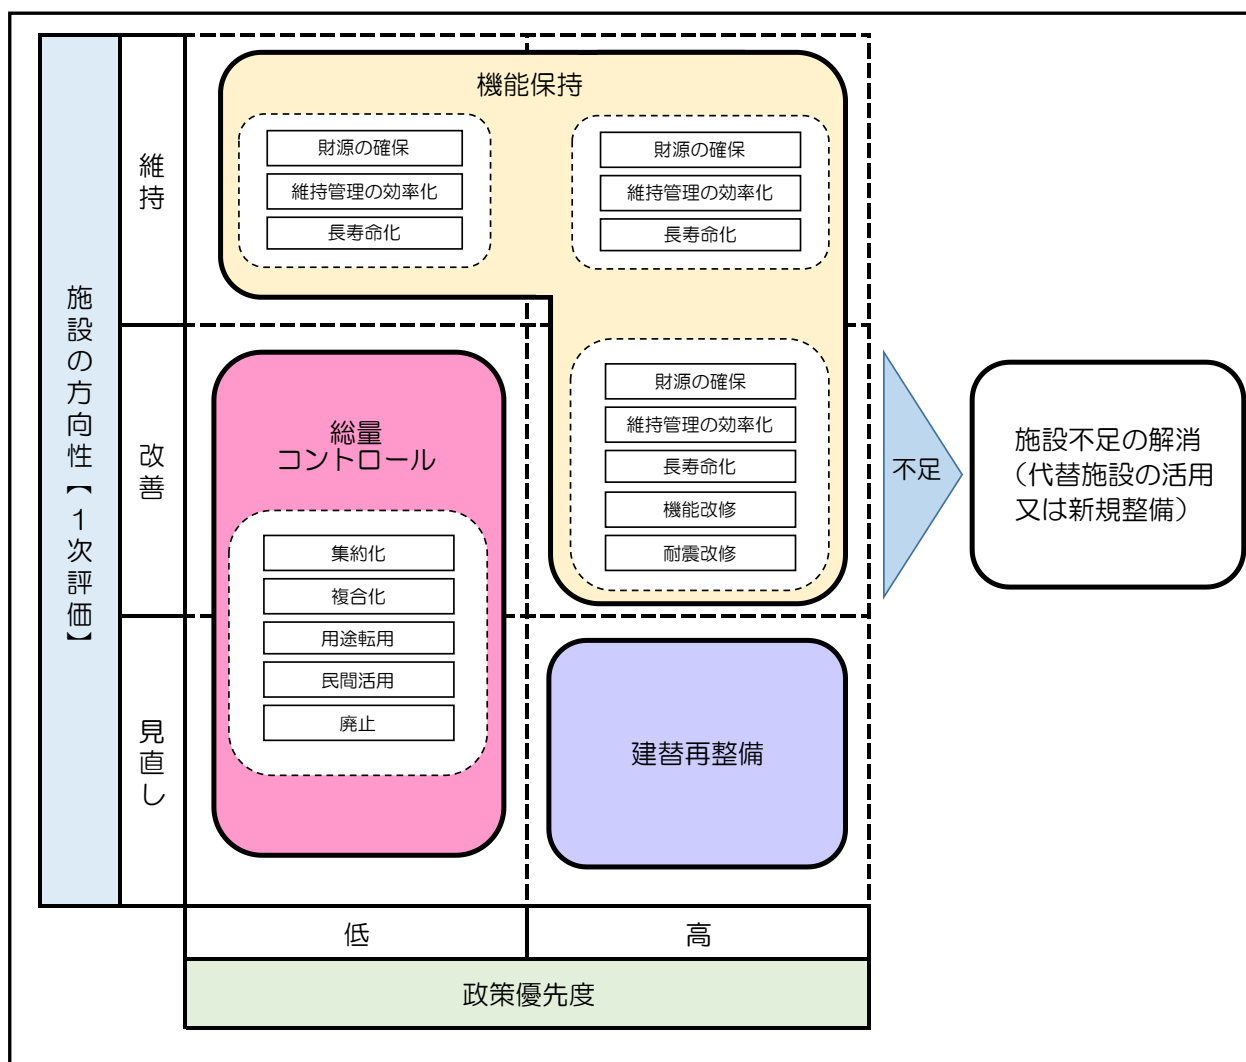 施設の方向性【１次評価】
維持
機能保持
財源の確保
維持管理の効率化
長寿命化
財源の確保
維持管理の効率化
長寿命化
改善
総量
コントロール
集約化
複合化
用途転用
民間活用
廃止
財源の確保
維持管理の効率化
長寿命化
機能改修
耐震改修
見直し
建替再整備
不足
施設不足の解消
（代替施設の活用
又は新規整備）
低
高
政策優先度